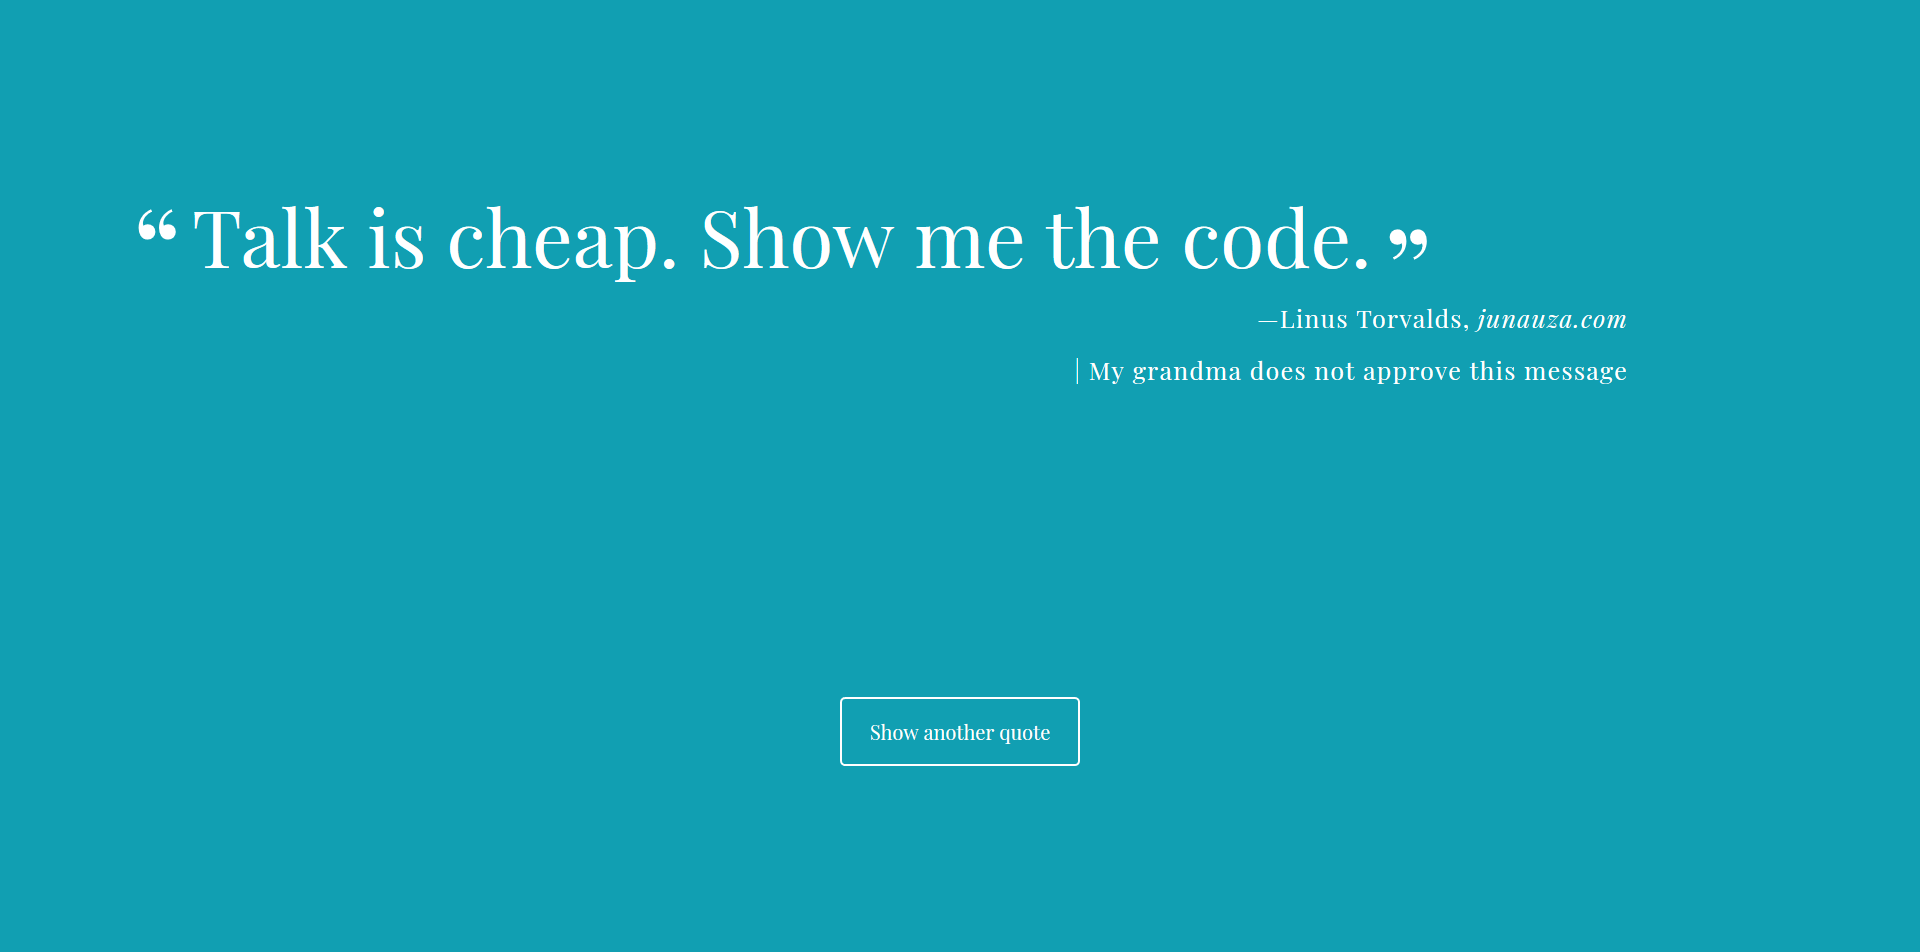 “ Talk is cheap. Show me the code. ”
—Linus Torvalds, junauza.com
| My grandma does not approve this message
Show another quote